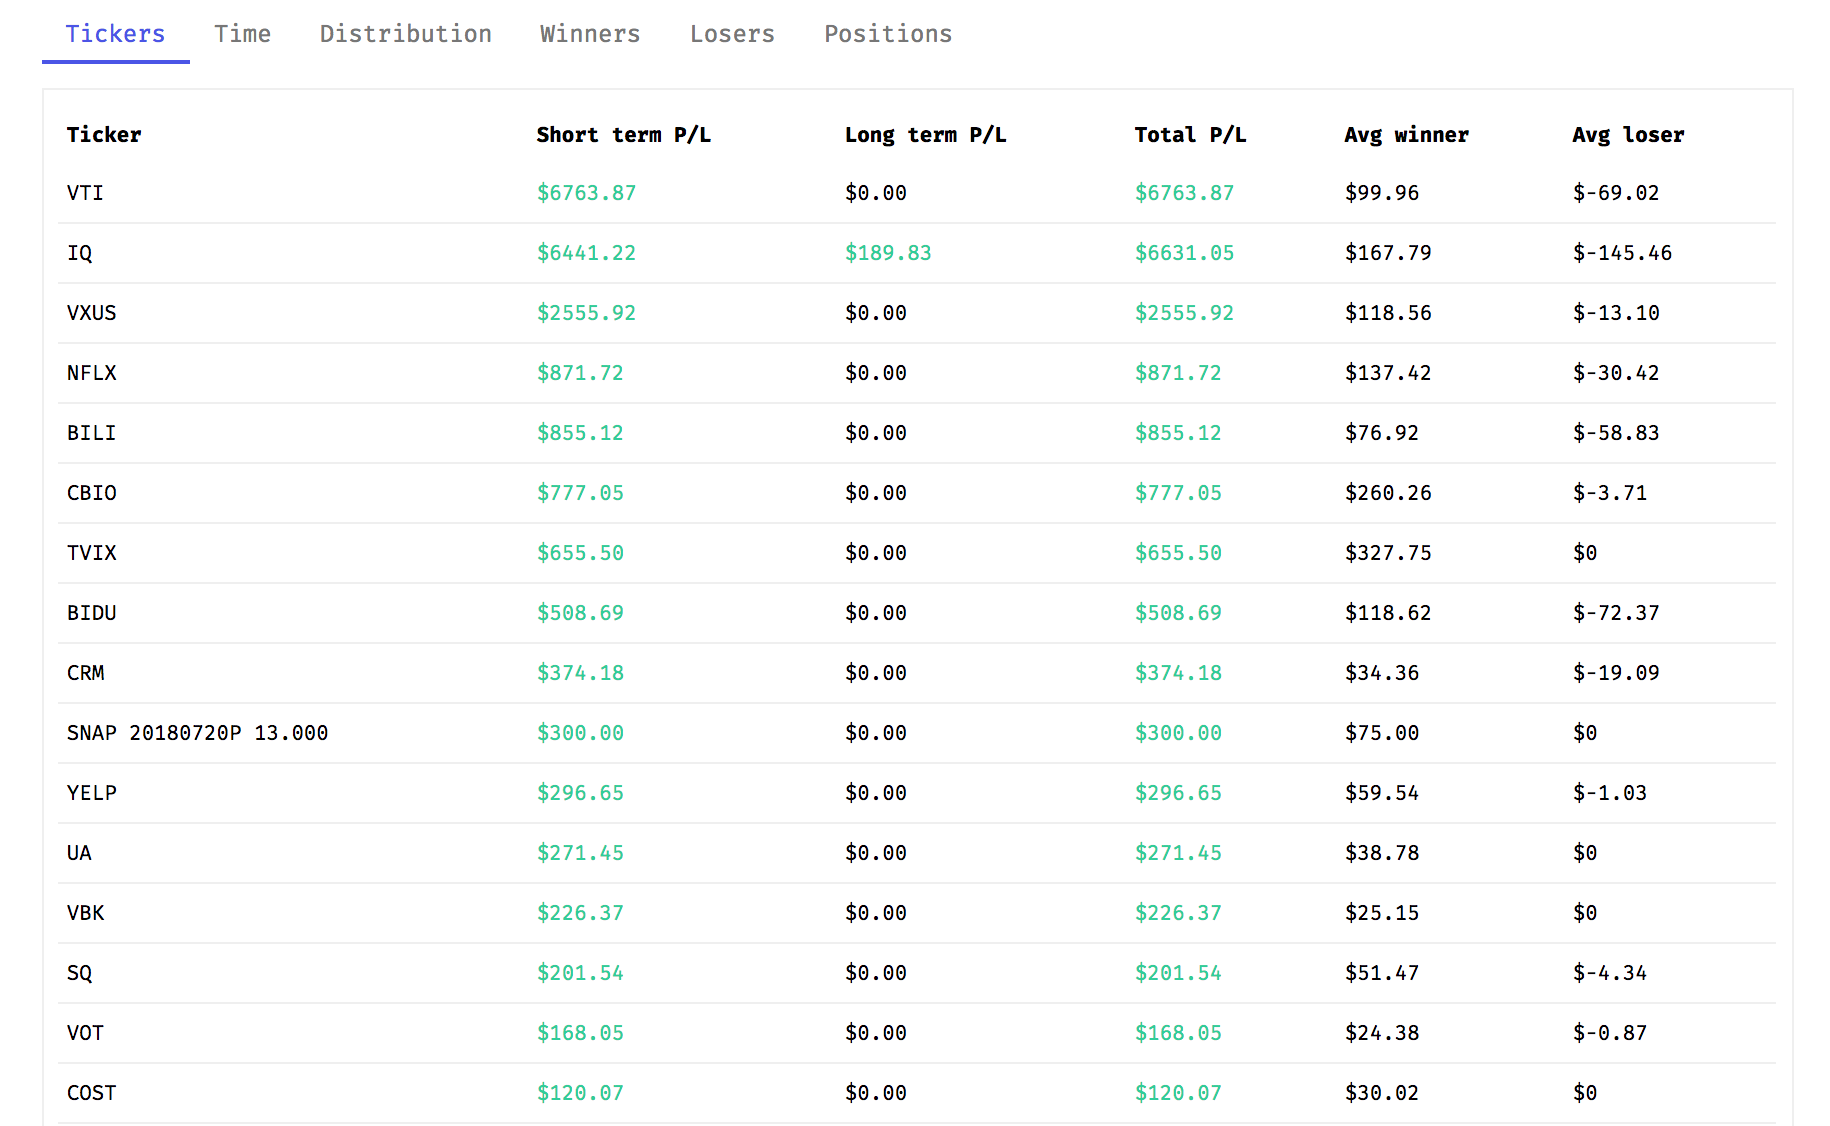 Tickers Time Distribution Winners Losers Positions
Ticker Short term P/L Long term P/L Total P/L Avg winner Avg loser
VTI $6763.87 $0.00 $6763.87 $99.96 $-69.02
IQ $6441.22 $189.83 $6631.05 $167.79 $-145.46
VXUS $2555.92 $0.00 $2555.92 $118.56 $-13.10
NFLX $871.72 $0.00 $871.72 $137.42 $-30.42
BILI $855.12 $0.00 $855.12 $76.92 $-58.83
CBIO $777.05 $0.00 $777.05 $260.26 $-3.71
TVIX $655.50 $0.00 $655.50 $327.75 $0
BIDU $508.69 $0.00 $508.69 $118.62 $-72.37
CRM $374.18 $0.00 $374.18 $34.36 $-19.09
SNAP 20180720P 13.000 $300.00 $0.00 $300.00 $75.00 $0
YELP $296.65 $0.00 $296.65 $59.54 $-1.03
UA $271.45 $0.00 $271.45 $38.78 $0
VBK $226.37 $0.00 $226.37 $25.15 $0
SQ $201.54 $0.00 $201.54 $51.47 $-4.34
VOT $168.05 $0.00 $168.05 $24.38 $-0.87
COST $120.07 $0.00 $120.07 $30.02 $0